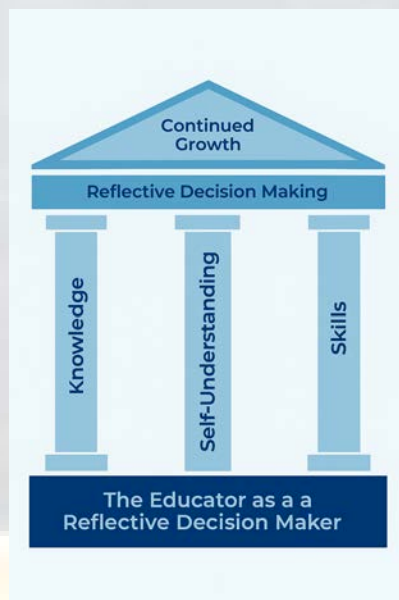 Continued
Growth
Reflective Decision Making
Knowledge
Self-Understanding
Skills
The Educator as a a
Reflective Decision Maker